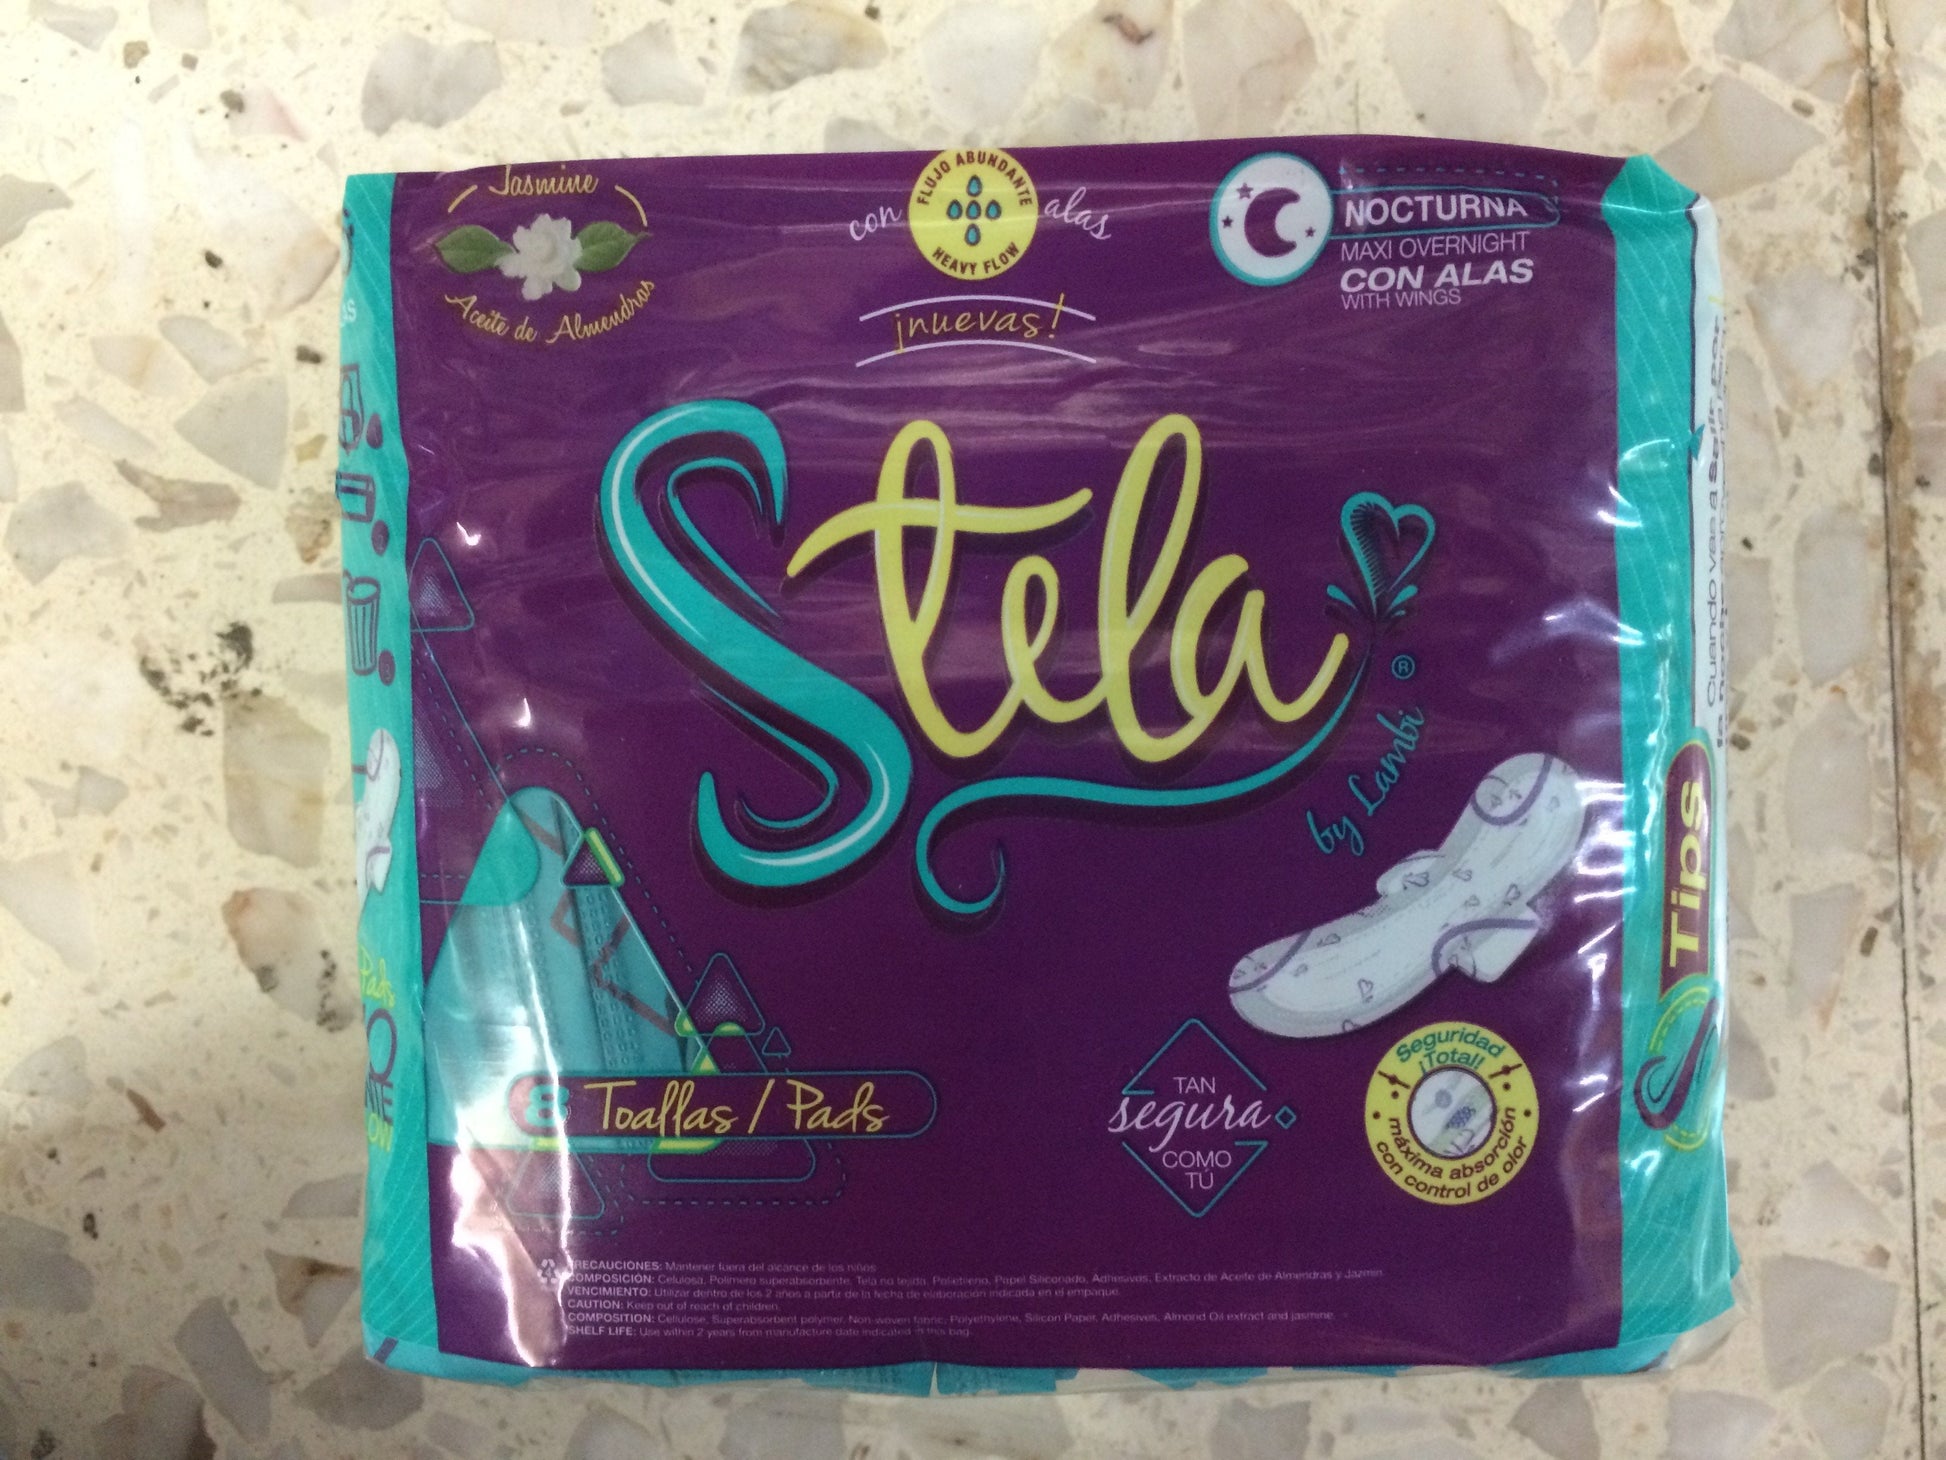 Jasmine
Aceite de Almendras
con
FLUJO ABUNDANTE
HEAVY FLOW
alas
¡nuevas!
NOCTURNA
MAXI OVERNIGHT
CON ALAS
WITH WINGS
Stela
®
by Lambi
8 Toallas / Pads
TAN
segura
COMO
TÚ
Seguridad
¡Total!
máxima absorción
con control de olor
PRECAUCIONES: Mantener fuera del alcance de los niños
COMPOSICIÓN: Celulosa, Polímero superabsorbente, Tela no tejida, Polietileno, Papel Siliconado, Adhesivos, Extracto de Aceite de Almendras y Jazmin.
VENCIMIENTO: Utilizar dentro de los 2 años a partir de la fecha de elaboración indicada en el empaque.
CAUTION: Keep out of reach of children.
COMPOSITION: Cellulose, Superabsorbent polymer, Non-woven fabric, Polyethylene, Silicon Paper, Adhesives, Almond Oil extract and jasmine.
SHELF LIFE: Use within 2 years from manufacture date indicated in this bag.
Pads
Tips
Cuando vas a salir por